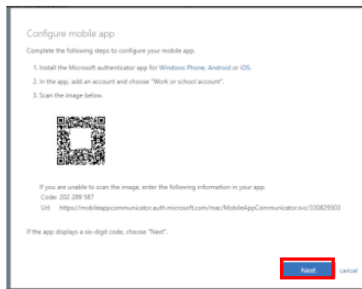 Configure mobile app
Complete the following steps to configure your mobile app.
1. Install the Microsoft authenticator app for Windows Phone, Android or iOS.
2. In the app, add an account and choose "Work or school account".
3. Scan the image below.
If you are unable to scan the image, enter the following information in your app.
Code: 202 289 587
Url: https://mobileappcommunicator.auth.microsoft.com/mac/MobileAppCommunicator.svc/330829303
If the app displays a six-digit code, choose "Next".
Next cancel